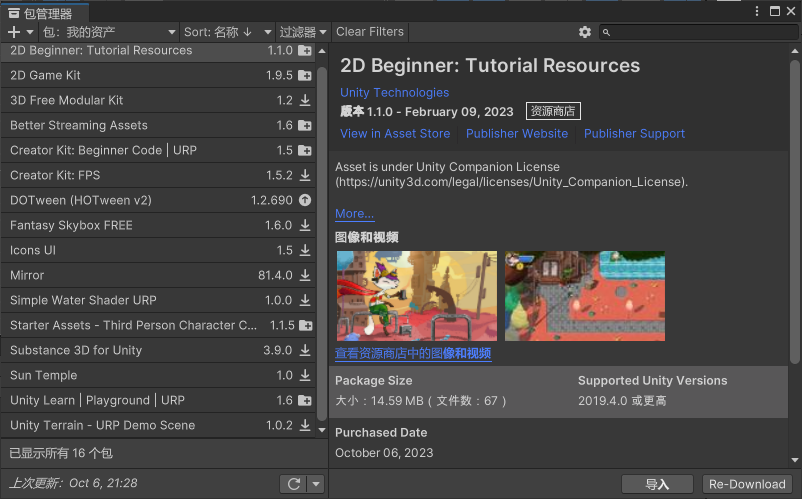 包管理器
包: 我的资产 Sort: 名称 ↓ 过滤器 Clear Filters
2D Beginner: Tutorial Resources 1.1.0
2D Game Kit 1.9.5
3D Free Modular Kit 1.2
Better Streaming Assets 1.6
Creator Kit: Beginner Code | URP 1.5
Creator Kit: FPS 1.5.2
DOTween (HOTween v2) 1.2.690
Fantasy Skybox FREE 1.6.0
Icons UI 1.5
Mirror 81.4.0
Simple Water Shader URP 1.0.0
Starter Assets - Third Person Character C... 1.1.5
Substance 3D for Unity 3.9.0
Sun Temple 1.0
Unity Learn | Playground | URP 1.6
Unity Terrain - URP Demo Scene 1.0.2
已显示所有 16 个包
上次更新: Oct 6, 21:28
2D Beginner: Tutorial Resources
Unity Technologies
版本 1.1.0 - February 09, 2023 资源商店
View in Asset Store Publisher Website Publisher Support
Asset is under Unity Companion License
(https://unity3d.com/legal/licenses/Unity_Companion_License).
More...
图像和视频
查看资源商店中的图像和视频
Package Size Supported Unity Versions
大小：14.59 MB（文件数：67） 2019.4.0 或更高
Purchased Date
October 06, 2023
导入 Re-Download